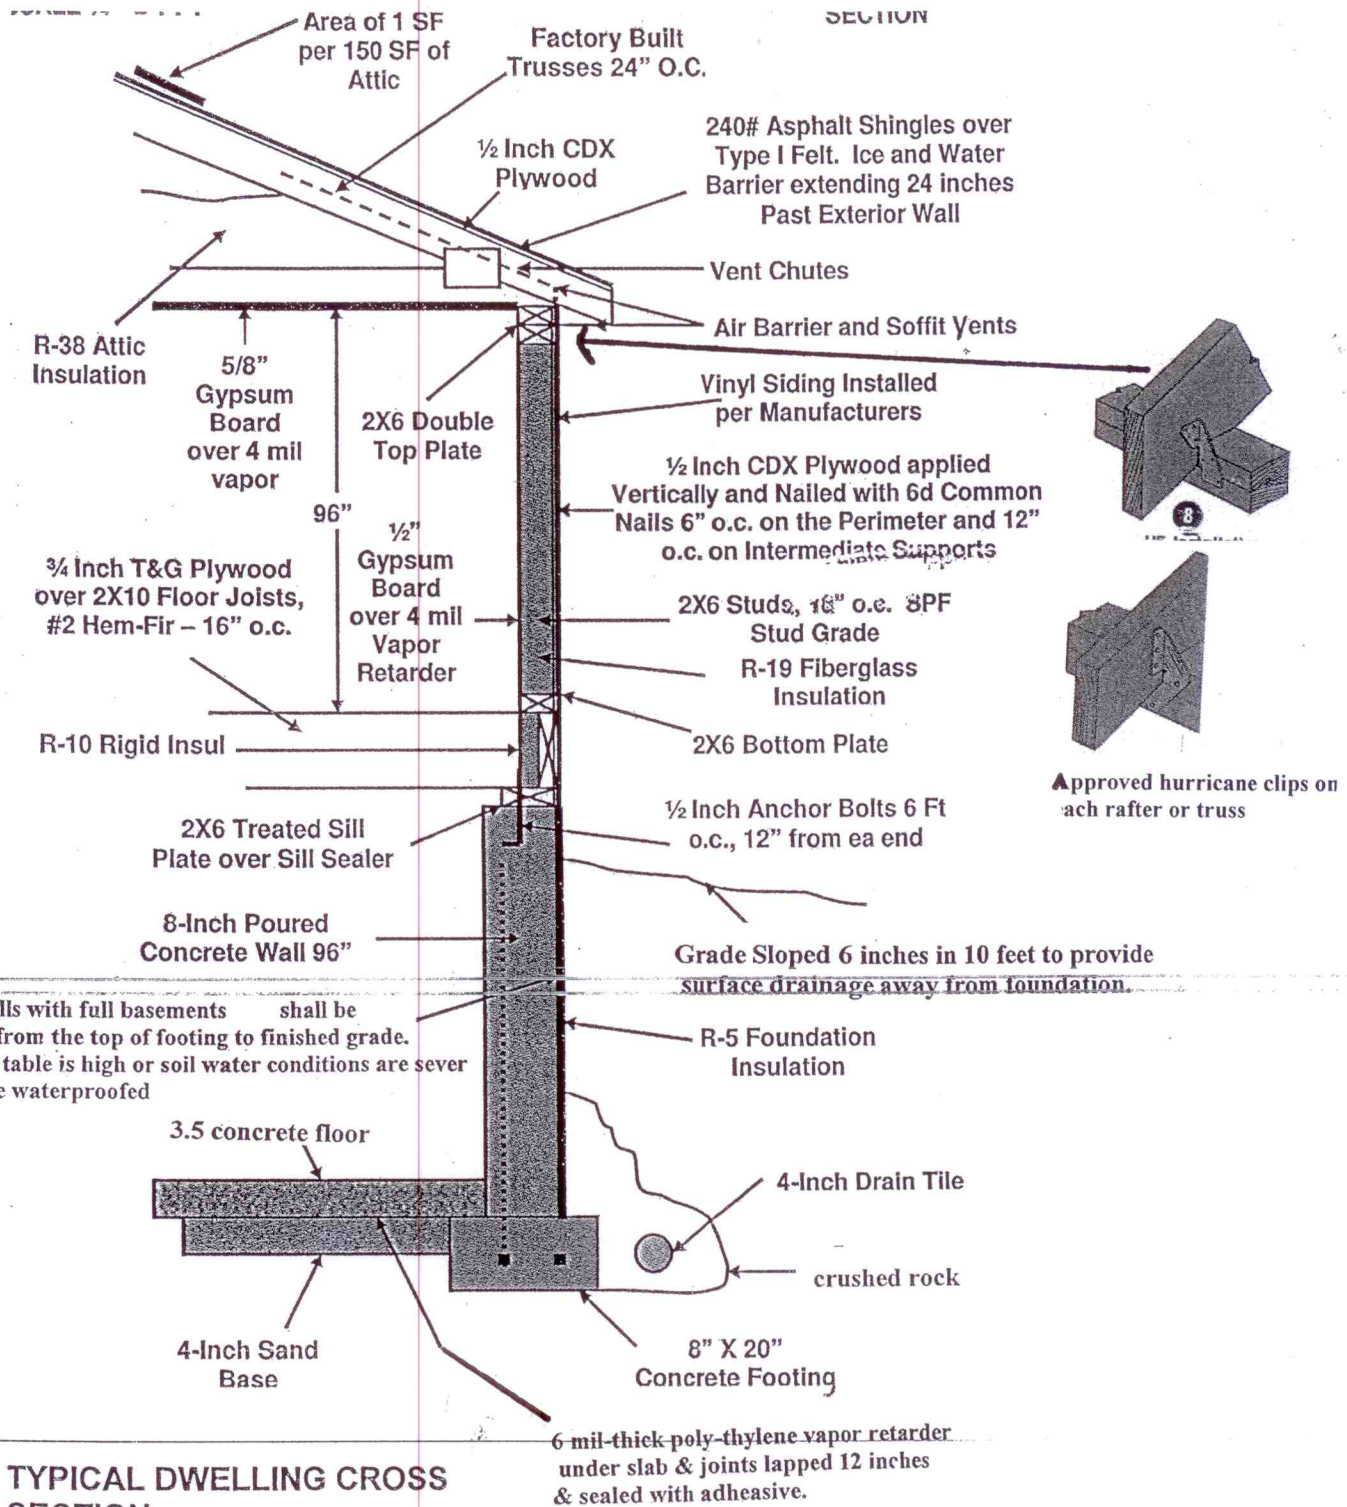 SECTION
Area of 1 SF
per 150 SF of
Attic
Factory Built
Trusses 24" O.C.
½ Inch CDX
Plywood
240# Asphalt Shingles over
Type I Felt. Ice and Water
Barrier extending 24 inches
Past Exterior Wall
Vent Chutes
Air Barrier and Soffit Vents
R-38 Attic
Insulation
5/8"
Gypsum
Board
over 4 mil
vapor
2X6 Double
Top Plate
Vinyl Siding Installed
per Manufacturers
½ Inch CDX Plywood applied
Vertically and Nailed with 6d Common
Nails 6" o.c. on the Perimeter and 12"
o.c. on Intermediate Supports
8
96"
½"
Gypsum
Board
over 4 mil
Vapor
Retarder
¾ Inch T&G Plywood
over 2X10 Floor Joists,
#2 Hem-Fir – 16" o.c.
2X6 Studs, 16" o.c. SPF
Stud Grade
R-19 Fiberglass
Insulation
R-10 Rigid Insul
2X6 Bottom Plate
Approved hurricane clips on
ach rafter or truss
2X6 Treated Sill
Plate over Sill Sealer
½ Inch Anchor Bolts 6 Ft
o.c., 12" from ea end
8-Inch Poured
Concrete Wall 96"
Grade Sloped 6 inches in 10 feet to provide
surface drainage away from foundation.
lls with full basements shall be
from the top of footing to finished grade.
table is high or soil water conditions are sever
e waterproofed
R-5 Foundation
Insulation
3.5 concrete floor
4-Inch Drain Tile
crushed rock
4-Inch Sand
Base
8" X 20"
Concrete Footing
6 mil-thick poly-thylene vapor retarder
under slab & joints lapped 12 inches
& sealed with adheasive.
TYPICAL DWELLING CROSS
SECTION